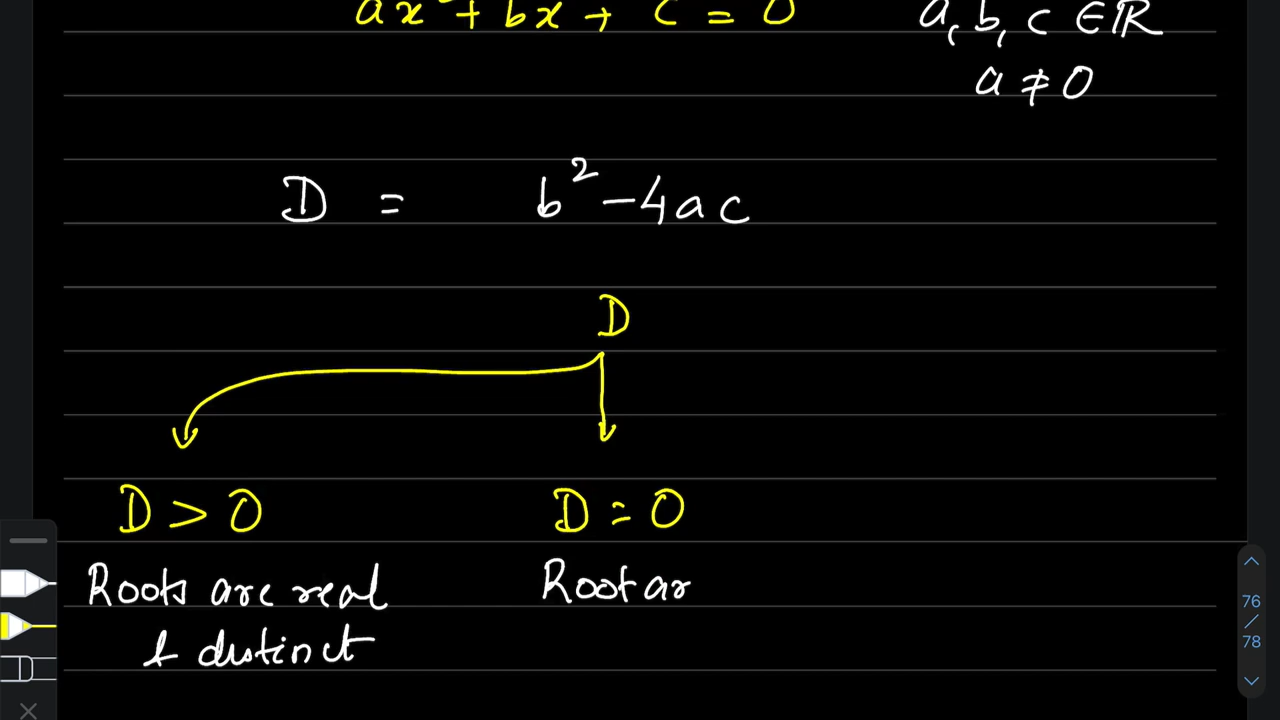 ax² + bx + c = 0
a, b, c ∈ ℝ
a ≠ 0
D = b² - 4ac
D
D > 0
D = 0
Roots are real
& distinct
Root ar
76
/
78